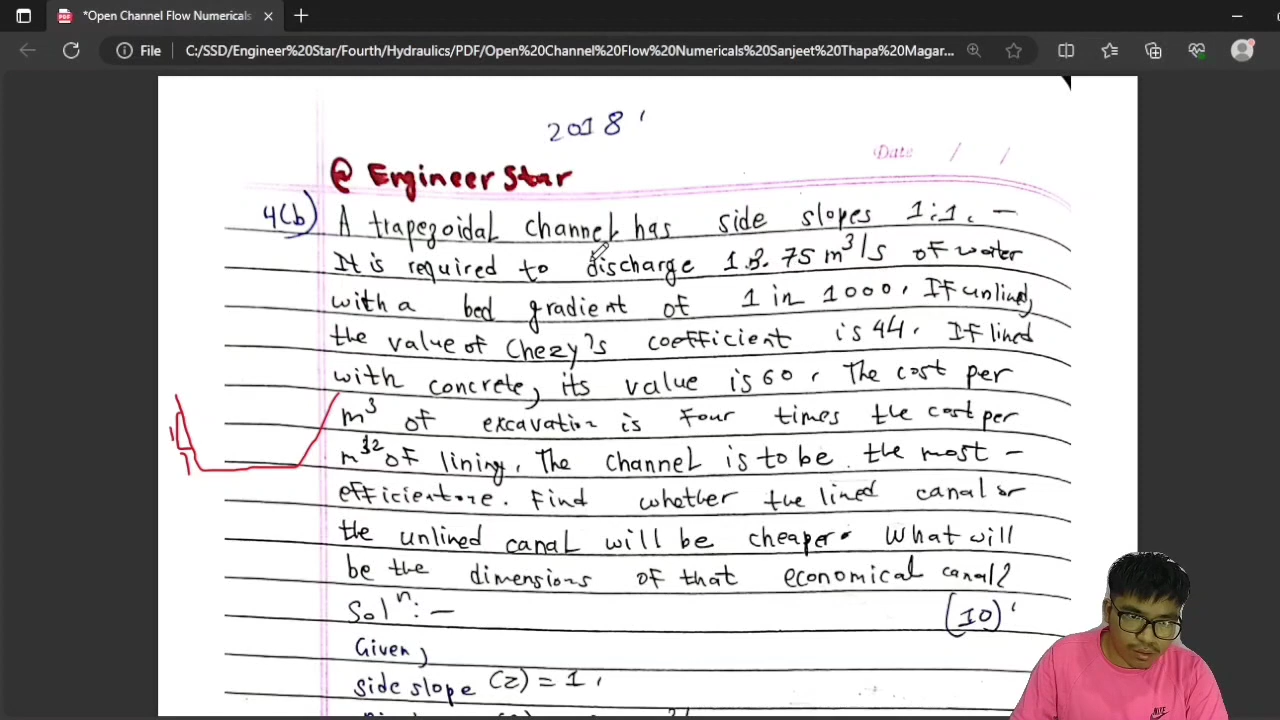 *Open Channel Flow Numericals
File
C:/SSD/Engineer%20Star/Fourth/Hydraulics/PDF/Open%20Channel%20Flow%20Numericals%20Sanjeet%20Thapa%20Magar...
2018
Date / /
@ Engineer Star
4(b) A trapezoidal channel has side slopes 1:1. -
It is required to discharge 13.75 m³/s of water
with a bed gradient of 1 in 1000. If unlined,
the value of Chezy's coefficient is 44. If lined
with concrete, its value is 60. The cost per
m³ of excavation is four times the cost per
m² of lining. The channel is to be the most -
efficient one. Find whether the lined canal or
the unlined canal will be cheaper. What will
be the dimensions of that economical canal?
Solⁿ: - (10)
Given,
side slope (z) = 1